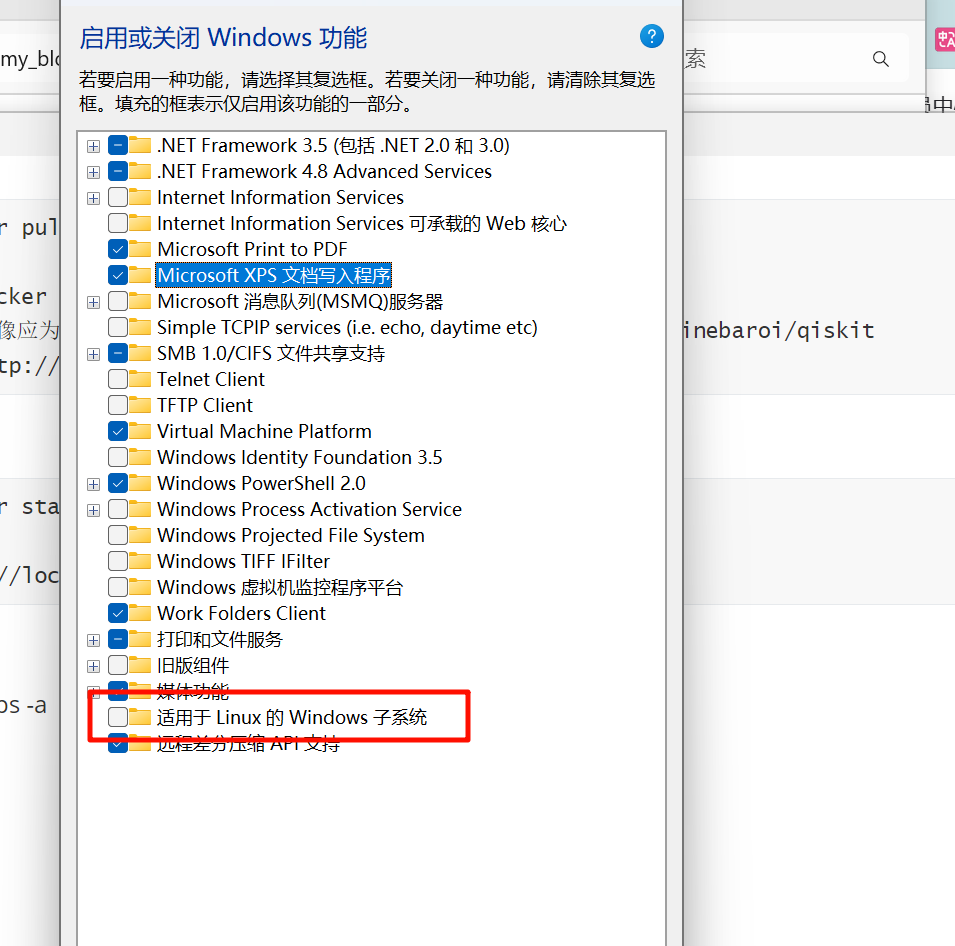 启用或关闭 Windows 功能
若要启用一种功能，请选择其复选框。若要关闭一种功能，请清除其复选
框。填充的框表示仅启用该功能的一部分。
.NET Framework 3.5 (包括 .NET 2.0 和 3.0)
.NET Framework 4.8 Advanced Services
Internet Information Services
Internet Information Services 可承载的 Web 核心
Microsoft Print to PDF
Microsoft XPS 文档写入程序
Microsoft 消息队列(MSMQ)服务器
Simple TCPIP services (i.e. echo, daytime etc)
SMB 1.0/CIFS 文件共享支持
Telnet Client
TFTP Client
Virtual Machine Platform
Windows Identity Foundation 3.5
Windows PowerShell 2.0
Windows Process Activation Service
Windows Projected File System
Windows TIFF IFilter
Windows 虚拟机监控程序平台
Work Folders Client
打印和文件服务
旧版组件
媒体功能
适用于 Linux 的 Windows 子系统
远程差分压缩 API 支持
my_blo
r pul
cker
像应为
tp://
r sta
//loc
os -a
索
inebaroi/qiskit